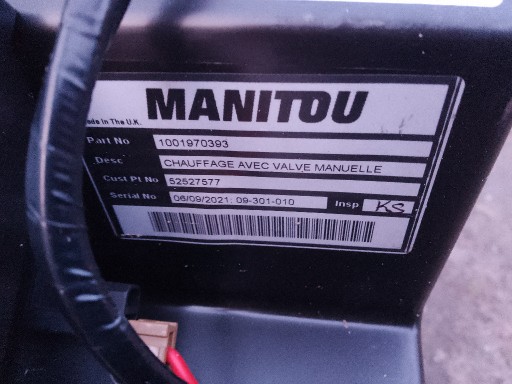 MANITOU
Made In The U.K.
Part No 1001970393
Desc CHAUFFAGE AVEC VALVE MANUELLE
Cust Pt No 52527577
Serial No 06/09/2021: 09-301-010 Insp KS